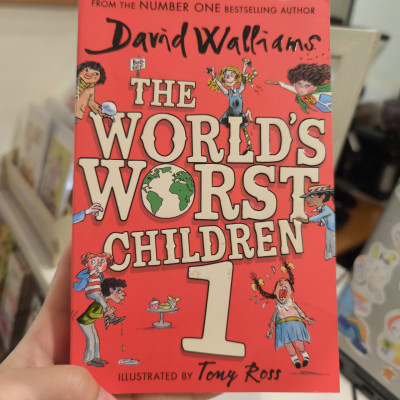 FROM THE NUMBER ONE BESTSELLING AUTHOR
David Walliams
THE
WORLD'S
WORST
CHILDREN
1
ILLUSTRATED BY Tony Ross